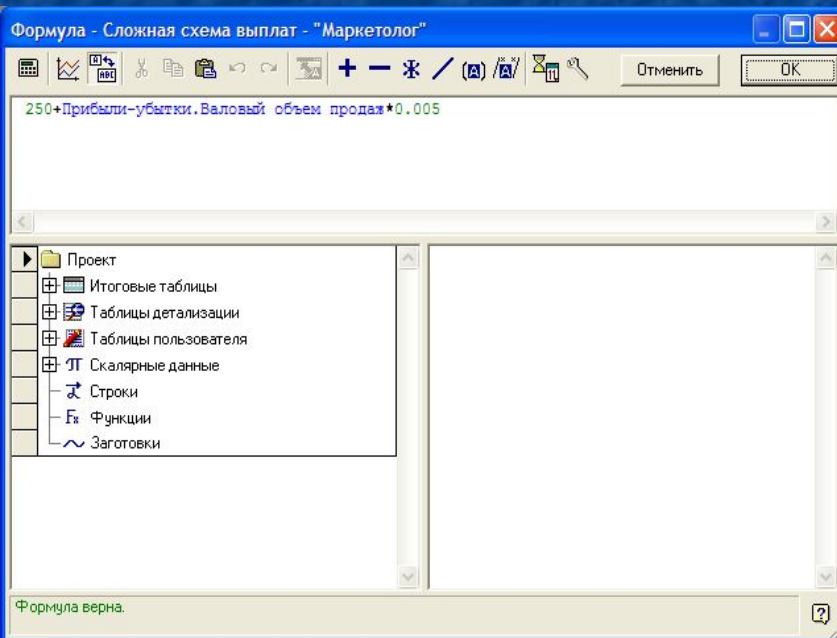 Формула - Сложная схема выплат - "Маркетолог"
Отменить
OK
250+Прибыли-убытки.Валовый объем продаж*0.005
Проект
Итоговые таблицы
Таблицы детализации
Таблицы пользователя
Скалярные данные
Строки
Функции
Заготовки
Формула верна.